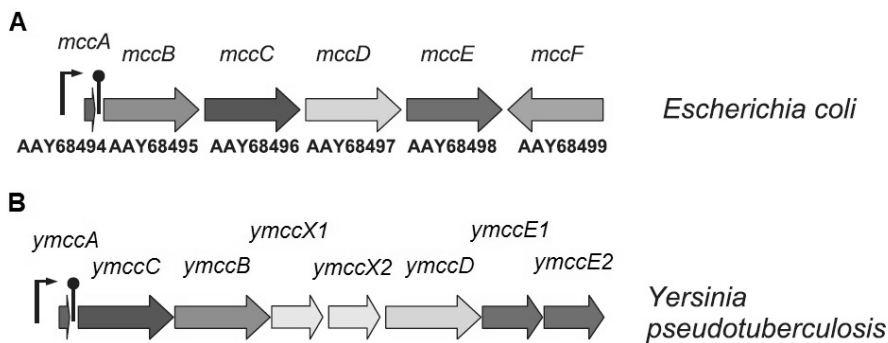 A
mccA
mccB mccC mccD mccE mccF
Escherichia coli
AAY68494 AAY68495 AAY68496 AAY68497 AAY68498 AAY68499
B
ymccA ymccX1 ymccE1
ymccC ymccB ymccX2 ymccD ymccE2
Yersinia
pseudotuberculosis